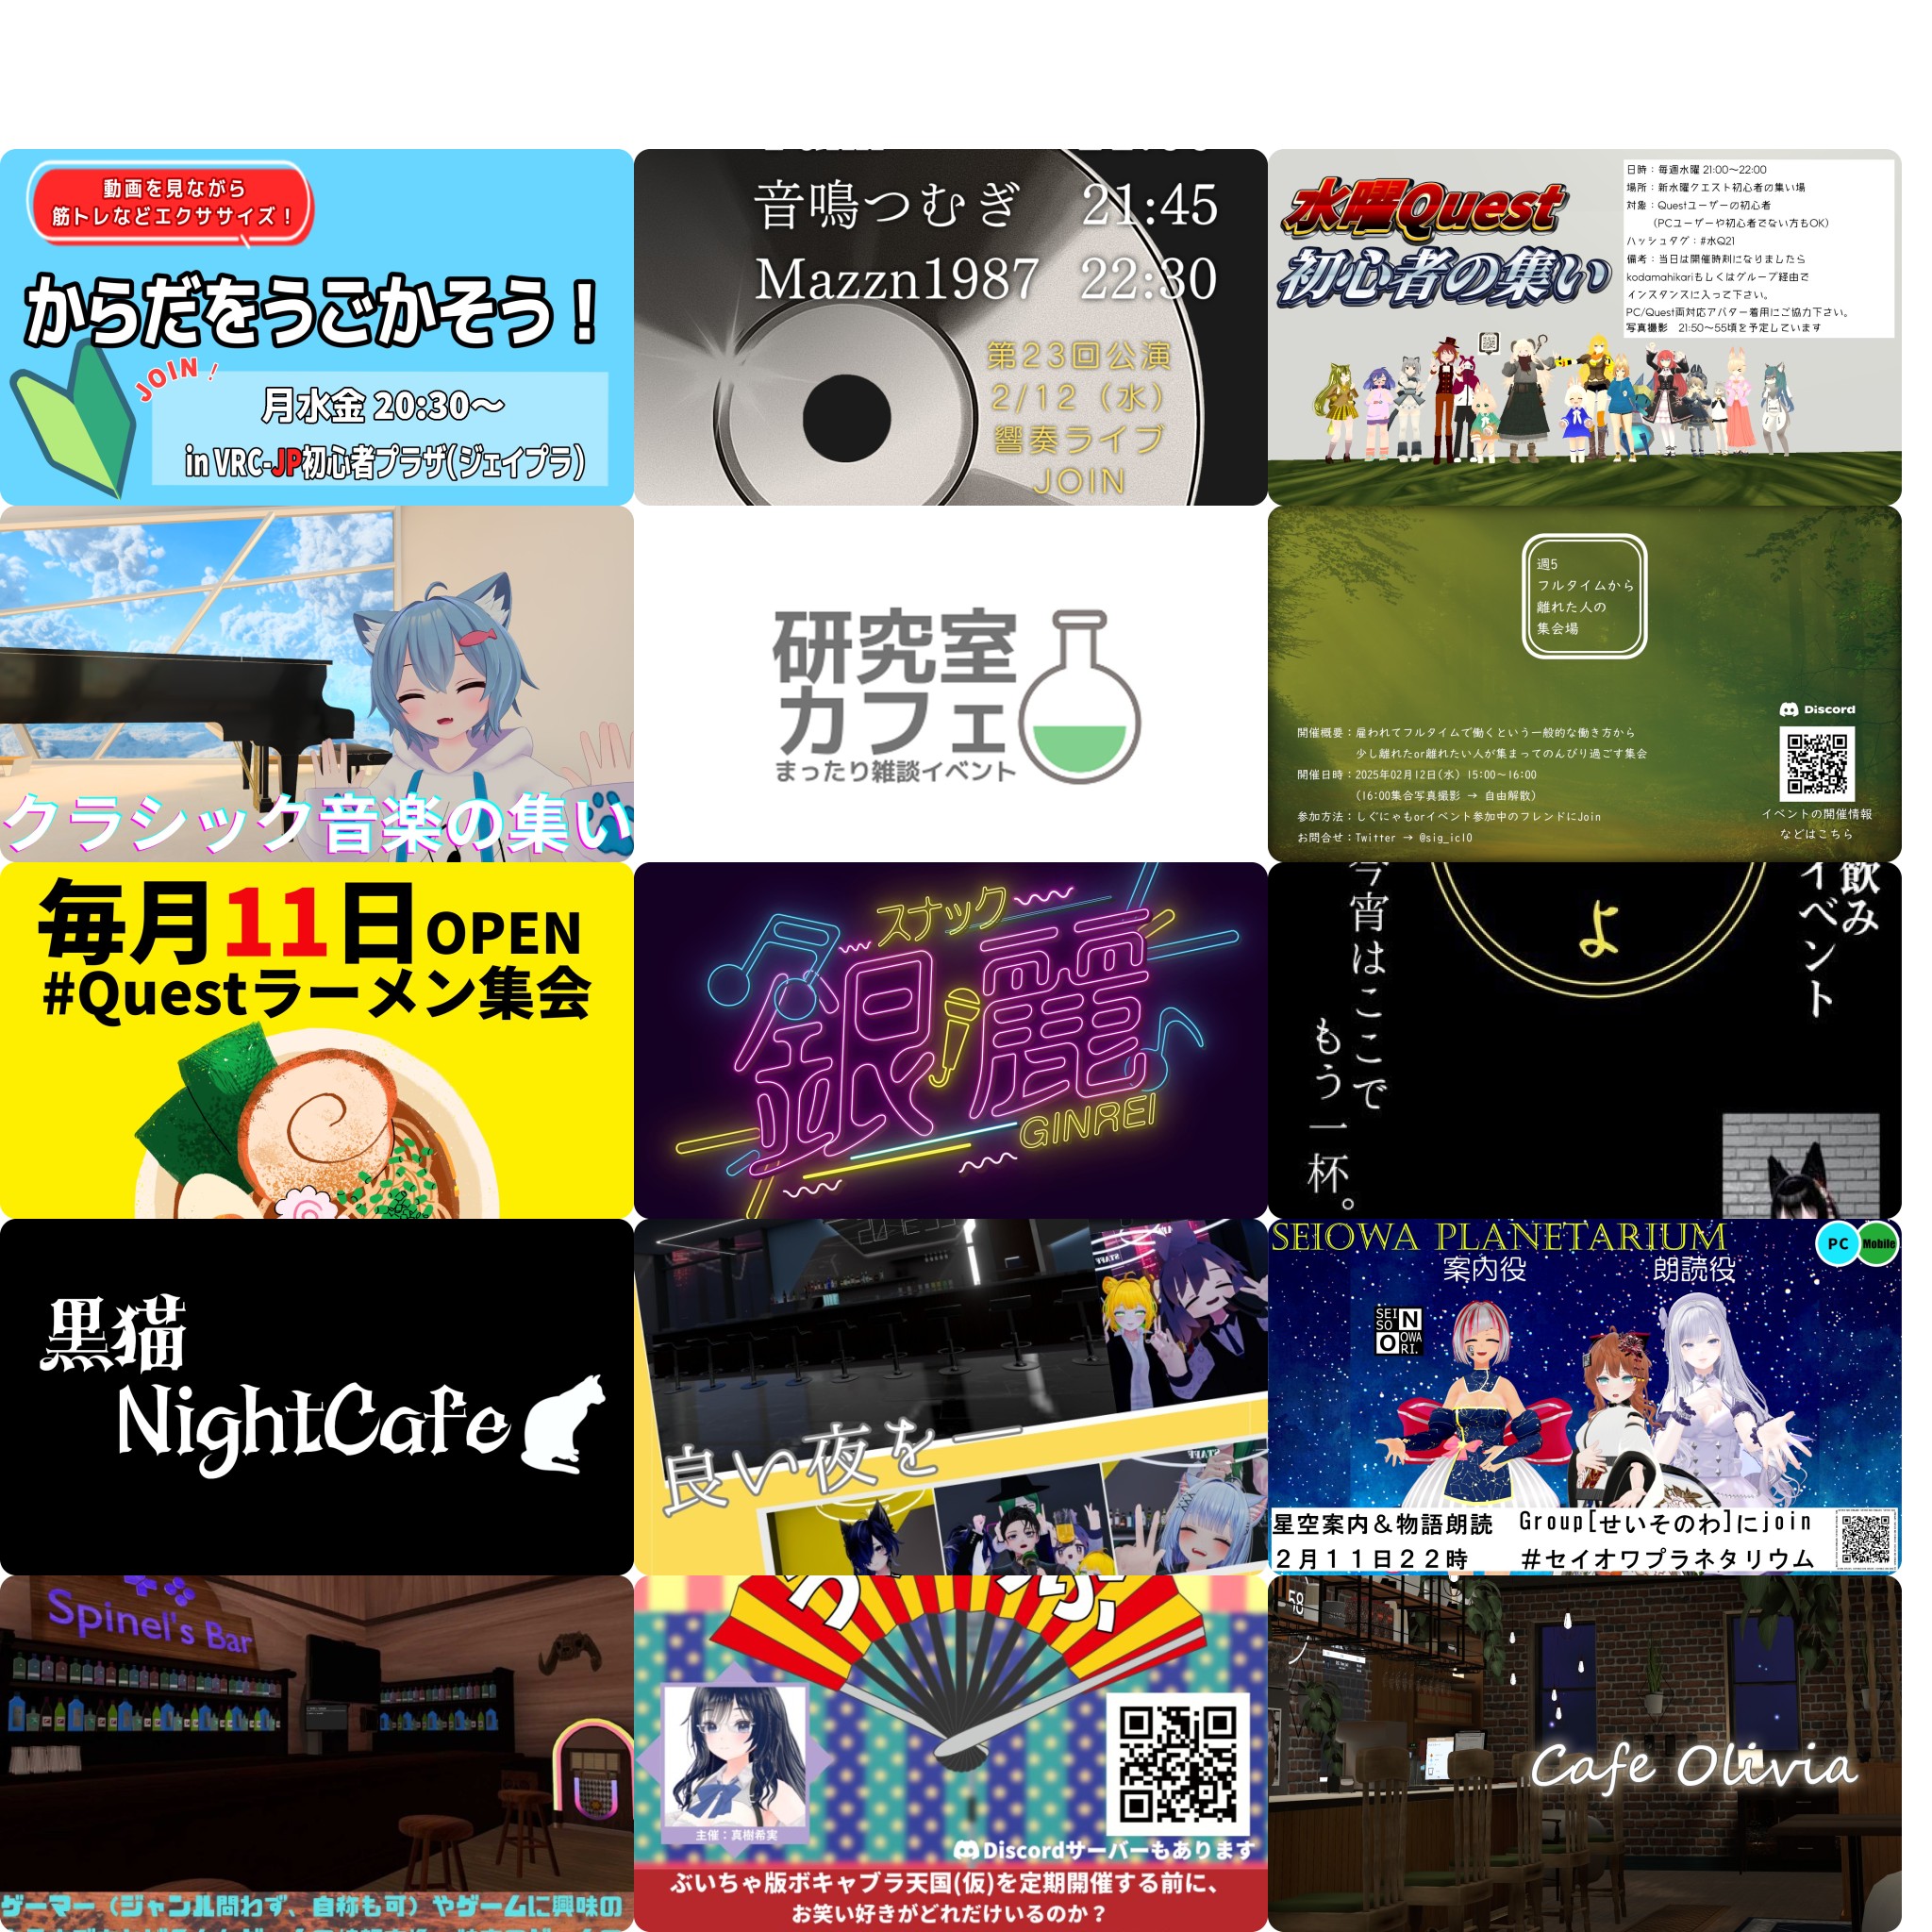 動画を見ながら
筋トレなどエクササイズ！
からだをうごかそう！
JOIN！
月水金 20:30～
in VRC-JP初心者プラザ(ジェイプラ)
音鳴つむぎ 21:45
Mazzn1987 22:30
第23回公演
2/12（水）
響奏ライブ
JOIN
水曜Quest
初心者の集い
日時：毎週水曜 21:00～22:00
場所：新水曜クエスト初心者の集い場
対象：Questユーザーの初心者
（PCユーザーや初心者でない方もOK）
ハッシュタグ：#水Q21
備考：当日は開催時刻になりましたら
kodamahikariもしくはグループ経由で
インスタンスに入って下さい。
PC/Quest両対応アバター着用にご協力下さい。
写真撮影 21:50～55頃を予定しています
クラシック音楽の集い
研究室
カフェ
まったり雑談イベント
週5
フルタイムから
離れた人の
集会場
Discord
開催概要：雇われてフルタイムで働くという一般的な働き方から
少し離れたor離れたい人が集まってのんびり過ごす集会
開催日時：2025年02月12日(水) 15:00～16:00
(16:00集合写真撮影 → 自由解散)
参加方法：しぐにゃもorイベント参加中のフレンドにJoin
お問合せ：Twitter → @sig_icl0
イベントの開催情報
などはこちら
毎月11日OPEN
#Questラーメン集会
スナック
銀麗
GINREI
飲み
イベント
よ
今宵はここで
もう一杯。
黒猫
NightCafe
良い夜を―
SEIOWA PLANETARIUM
PC
Mobile
案内役 朗読役
SEI
SO
N
O
OWA
RI.
星空案内＆物語朗読 Group[せいそのわ]にjoin
２月１１日２２時 ＃セイオワプラネタリウム
Spinel's Bar
ゲーマー（ジャンル問わず、自称も可）やゲームに興味の
主催：真樹希実
Discordサーバーもあります
ぶいちゃ版ボキャブラ天国(仮)を定期開催する前に、
お笑い好きがどれだけいるのか？
58
Cafe Olivia